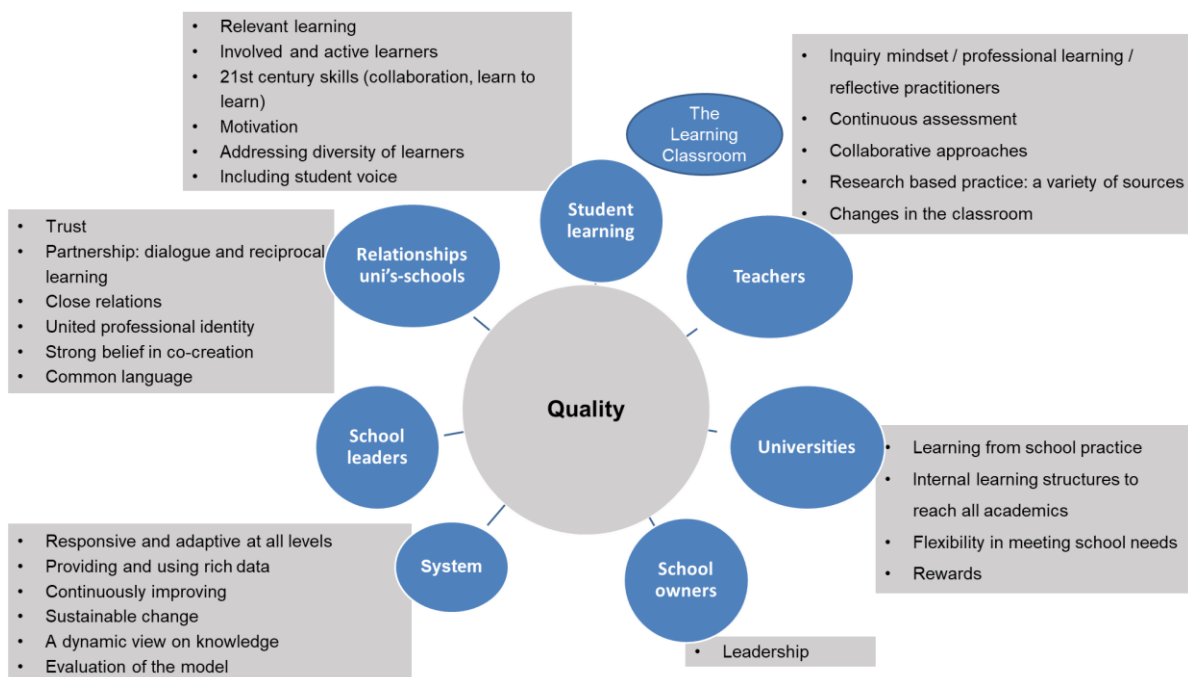 • Relevant learning
• Involved and active learners
• 21st century skills (collaboration, learn to
learn)
• Motivation
• Addressing diversity of learners
• Including student voice
The
Learning
Classroom
• Inquiry mindset / professional learning /
reflective practitioners
• Continuous assessment
• Collaborative approaches
• Research based practice: a variety of sources
• Changes in the classroom
Student
learning
• Trust
• Partnership: dialogue and reciprocal
learning
• Close relations
• United professional identity
• Strong belief in co-creation
• Common language
Relationships
uni’s-schools
Teachers
Quality
School
leaders
Universities
• Learning from school practice
• Internal learning structures to
reach all academics
• Flexibility in meeting school needs
• Rewards
• Responsive and adaptive at all levels
• Providing and using rich data
• Continuously improving
• Sustainable change
• A dynamic view on knowledge
• Evaluation of the model
System
School
owners
• Leadership